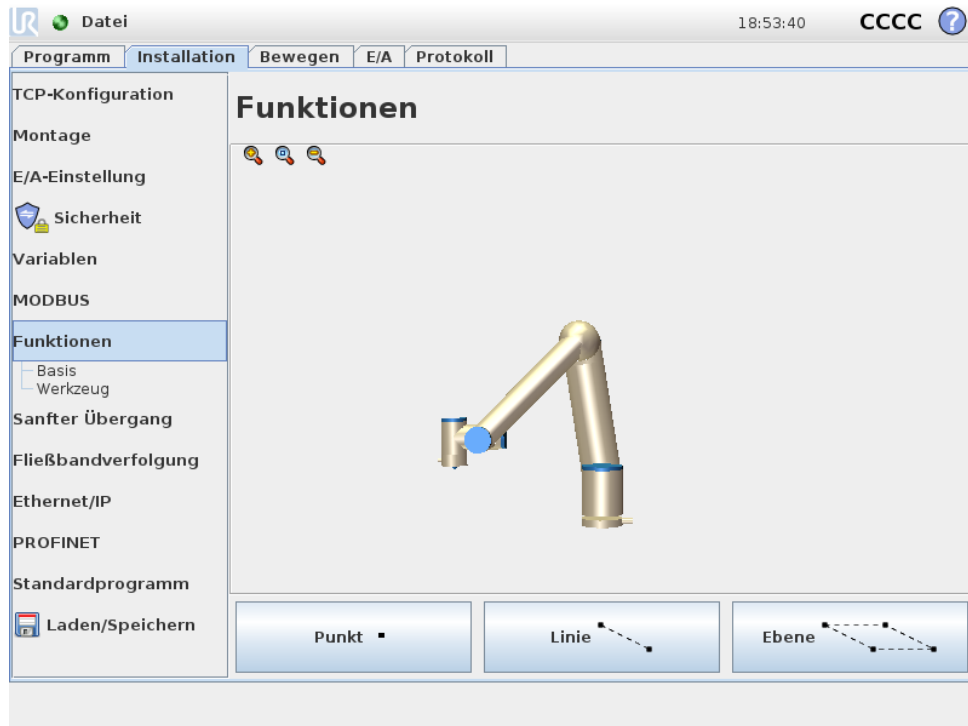 UR Datei 18:53:40 CCCC ?
Programm Installation Bewegen E/A Protokoll
TCP-Konfiguration
Montage
E/A-Einstellung
Sicherheit
Variablen
MODBUS
Funktionen
Basis
Werkzeug
Sanfter Übergang
Fließbandverfolgung
Ethernet/IP
PROFINET
Standardprogramm
Laden/Speichern
Funktionen
Punkt
Linie
Ebene